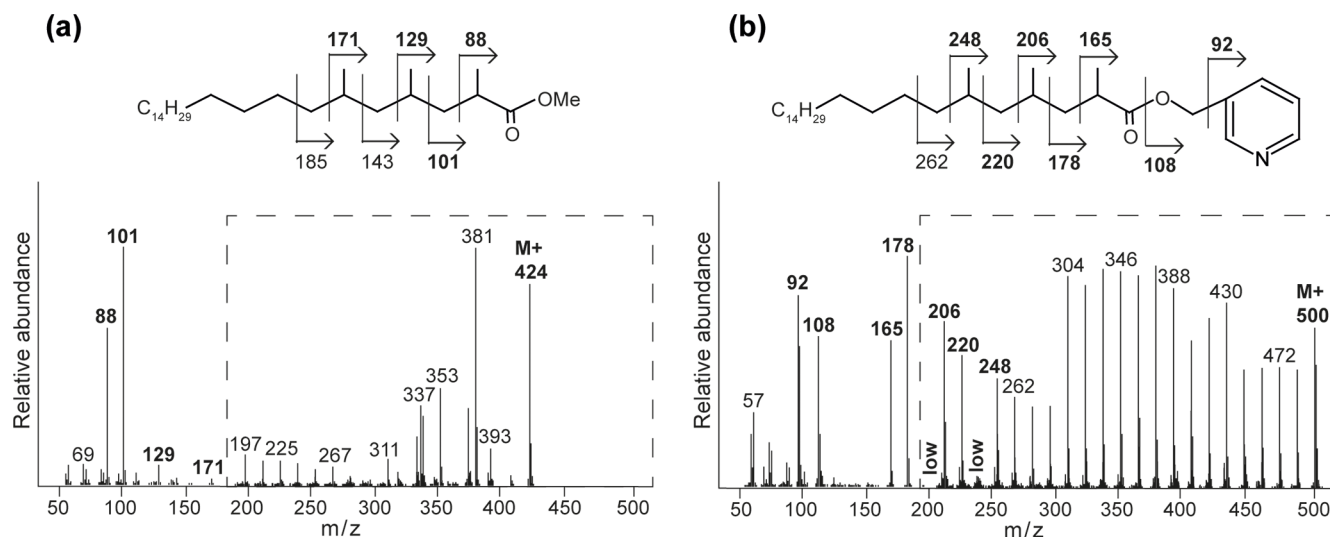 (a)
171 129 88
C14H29
OMe
O
185 143 101
Relative abundance
101
88
69
129
171
197
225
267
311
337
353
381
393
M+
424
50 100 150 200 250 300 350 400 450 500
m/z
(b)
248 206 165 92
C14H29
O
O
N
262 220 178 108
Relative abundance
57
92
108
165
178
206
220
248
262
low
low
304
346
388
430
472
M+
500
50 100 150 200 250 300 350 400 450 500
m/z